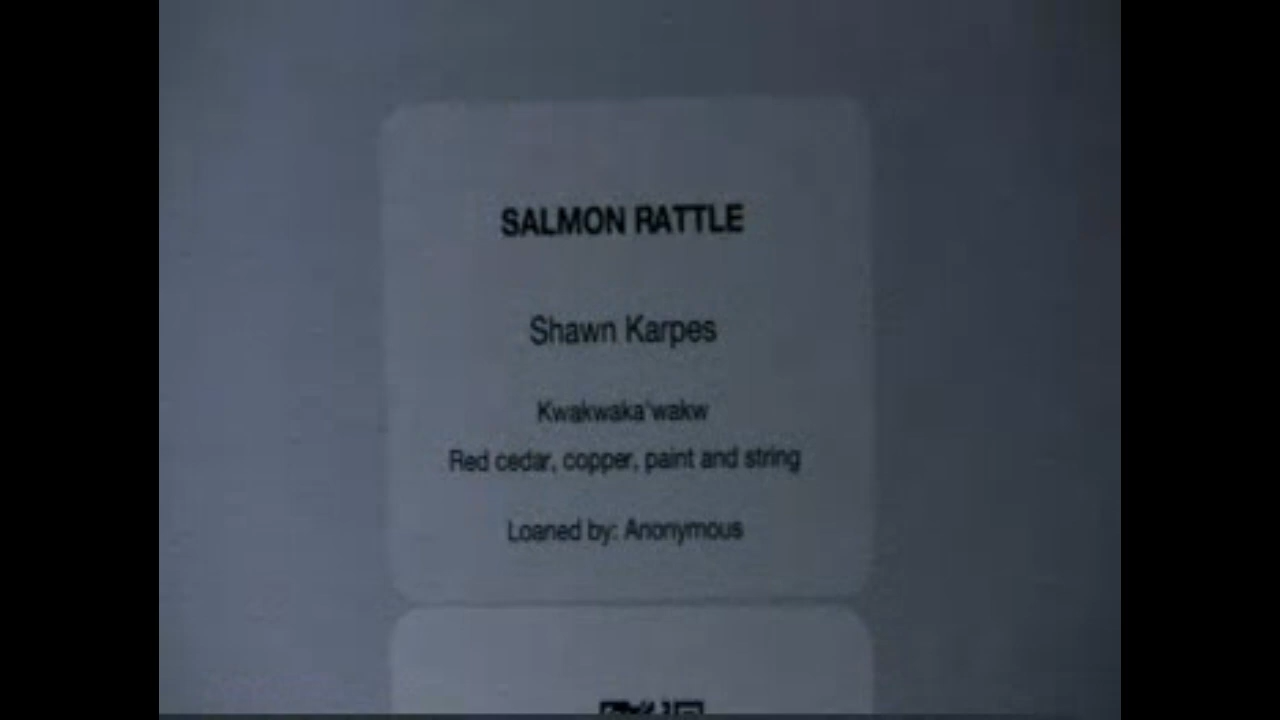 SALMON RATTLE
Shawn Karpes
Kwakwaka'wakw
Red cedar, copper, paint and string
Loaned by: Anonymous